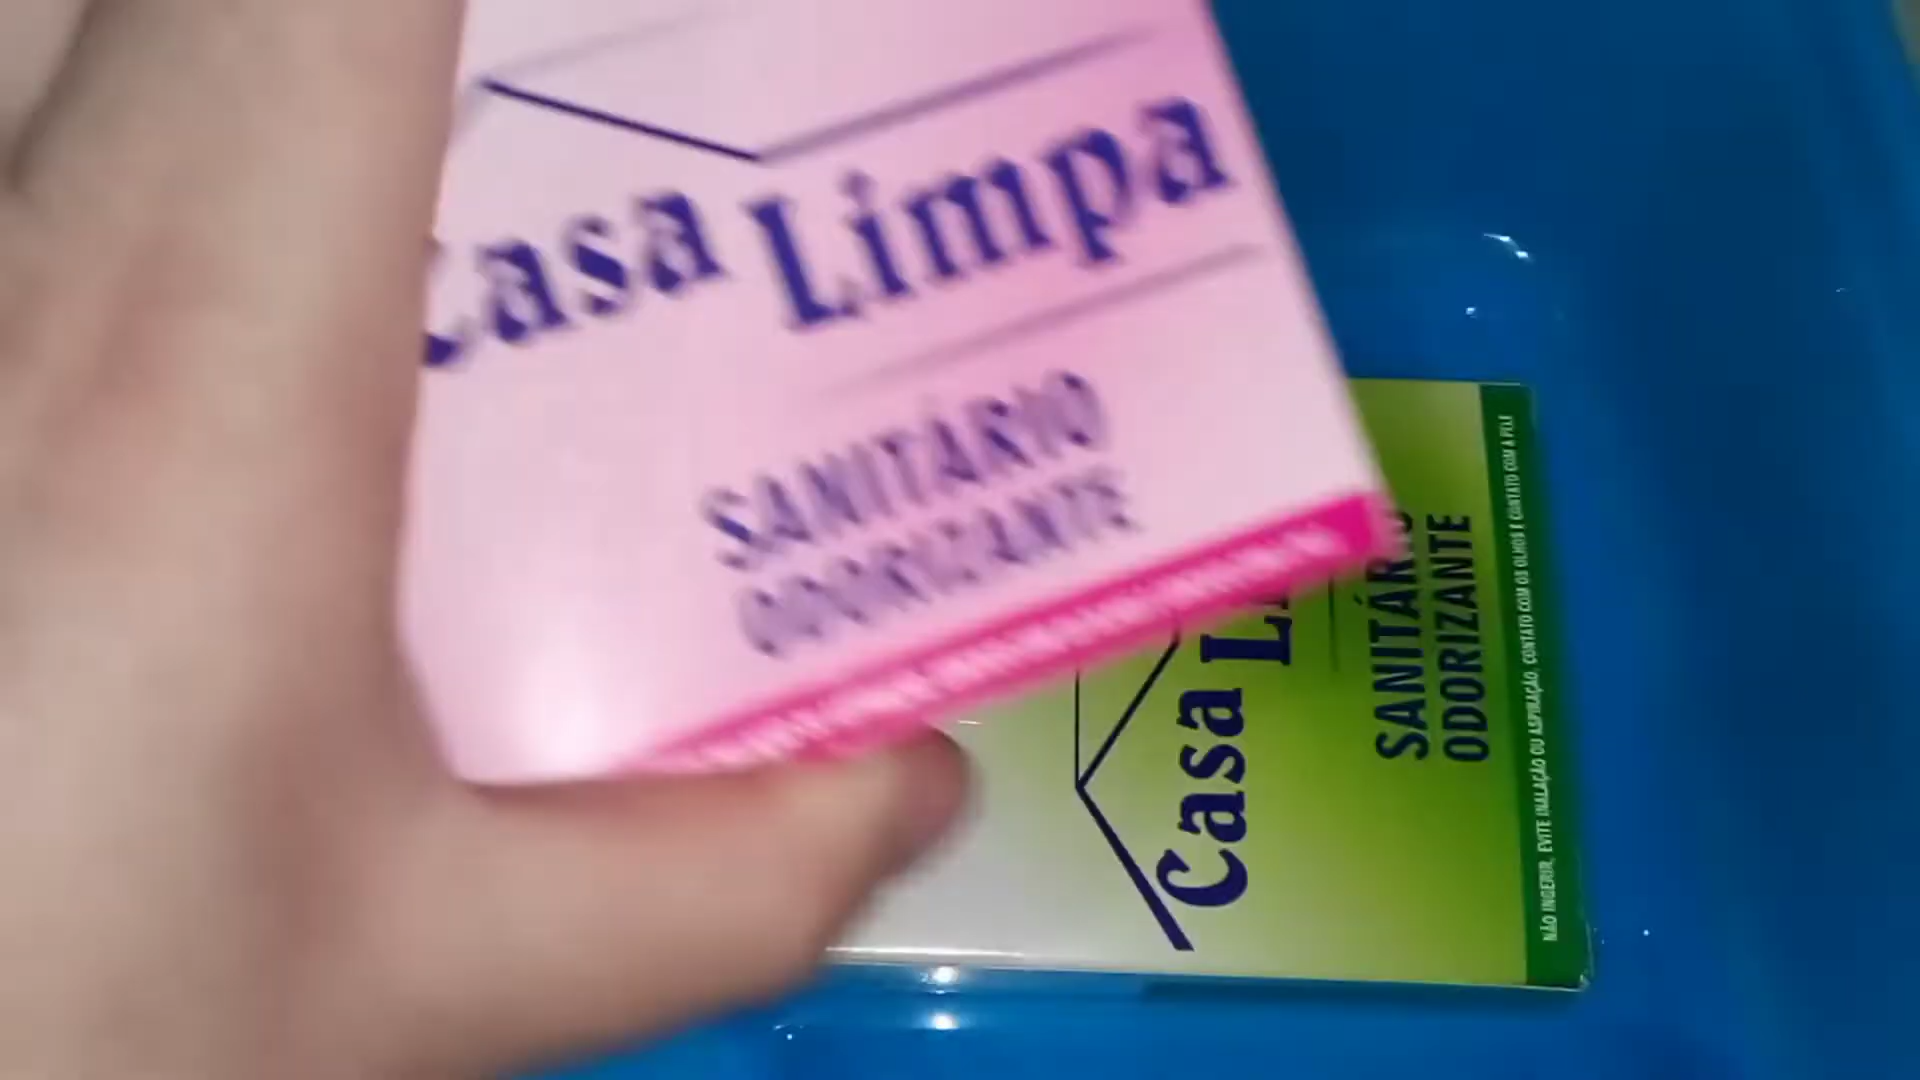 Casa Limpa
SANITÁRIO
ODORIZANTE
Casa
SANITÁRIO
ODORIZANTE
NÃO INGERIR, EVITE INALAÇÃO OU ASPIRAÇÃO, CONTATO COM OS OLHOS E CONTATO COM A PELE